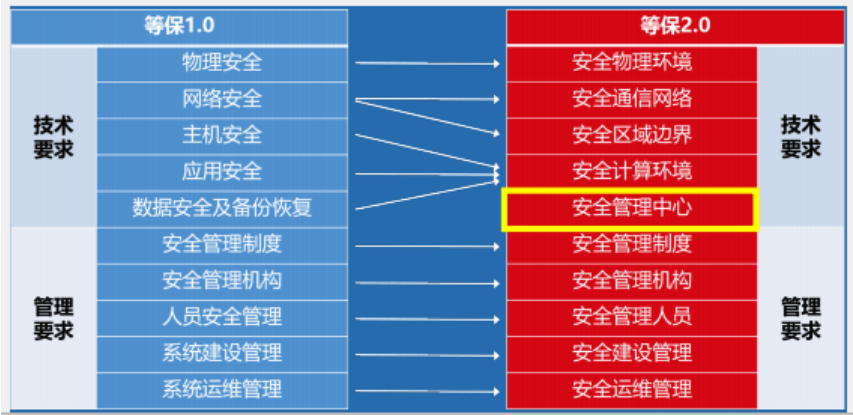 等保1.0
等保2.0
技术
要求
物理安全
安全物理环境
网络安全
安全通信网络
主机安全
安全区域边界
应用安全
安全计算环境
数据安全及备份恢复
安全管理中心
技术
要求
管理
要求
安全管理制度
安全管理制度
安全管理机构
安全管理机构
人员安全管理
安全管理人员
系统建设管理
安全建设管理
系统运维管理
安全运维管理
管理
要求